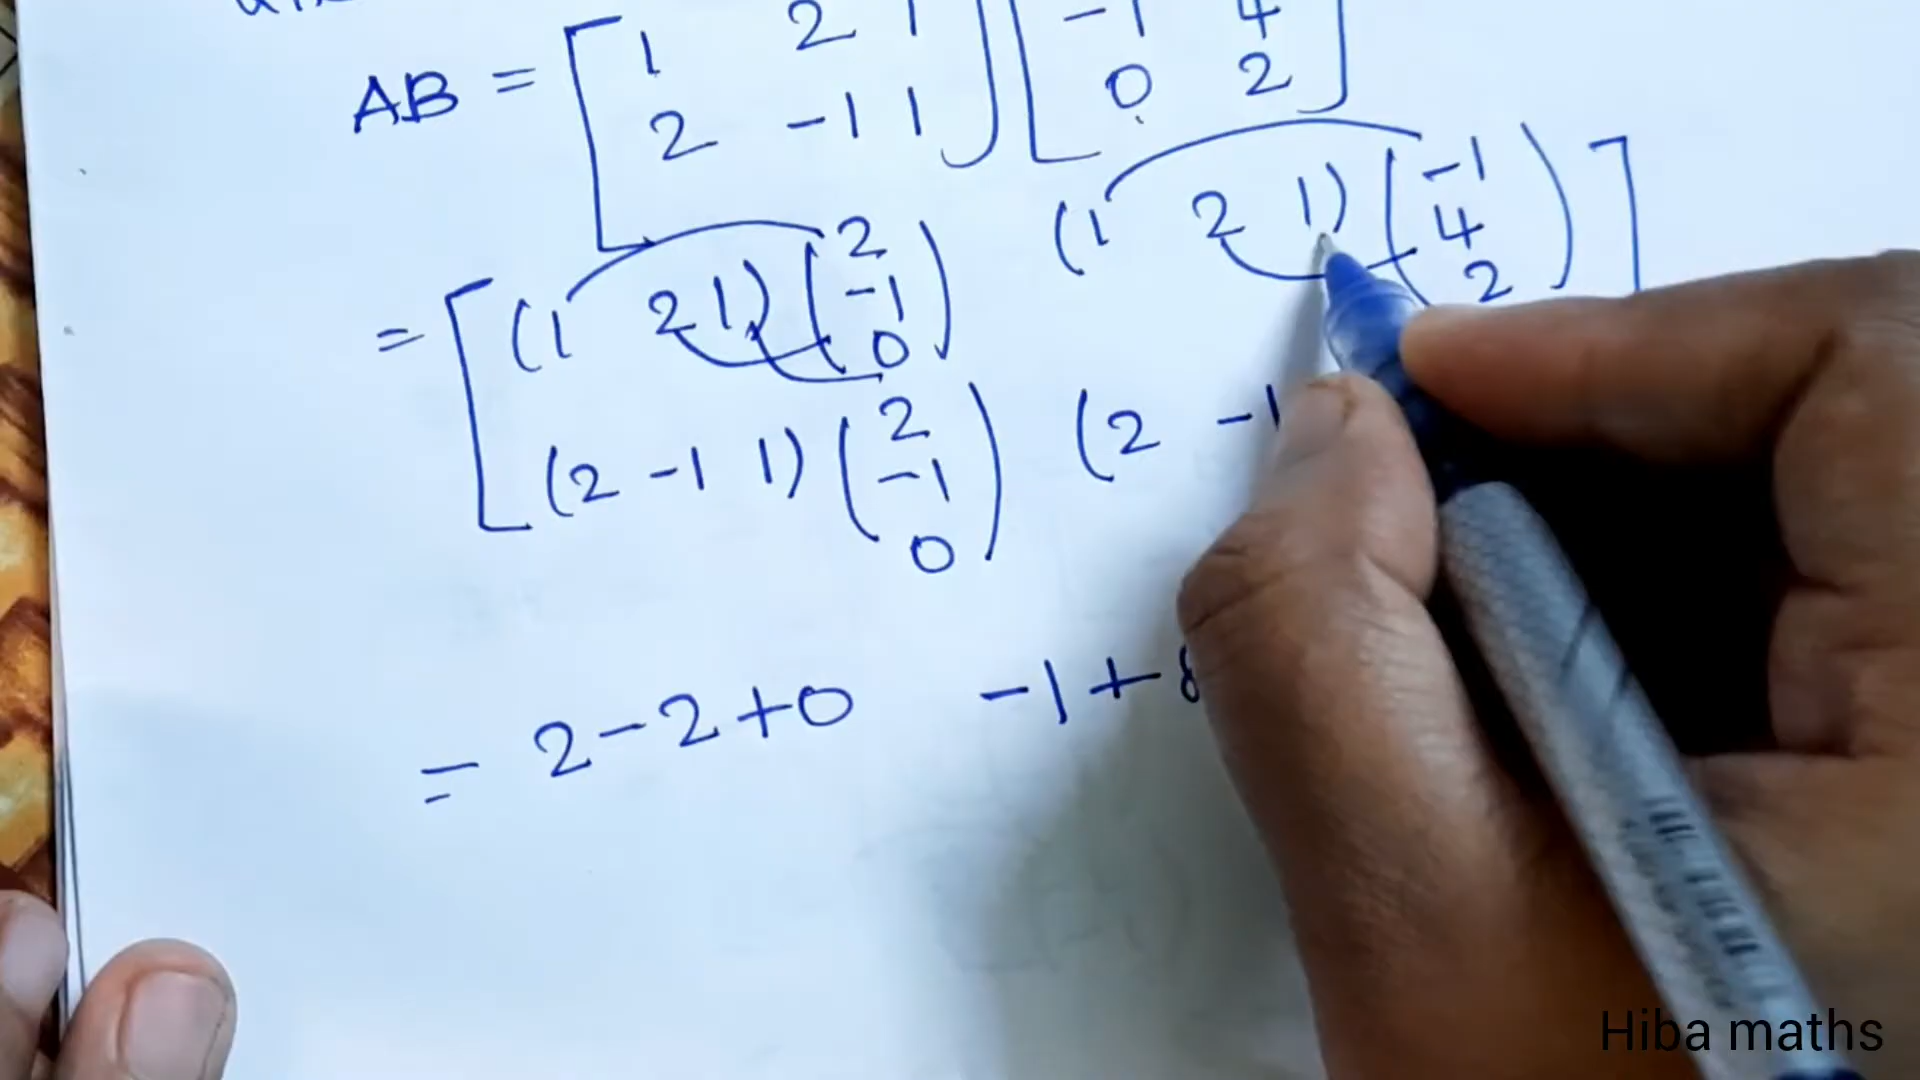 1 2 1 -1 4
AB = 2 -1 1 0 2
(1 2 1) (-1 4 2)
= [(1 2 1) (2 -1 0)
(2 -1 1) (2 -1 0) (2 -1
= 2-2+0 -1+8
Hiba maths